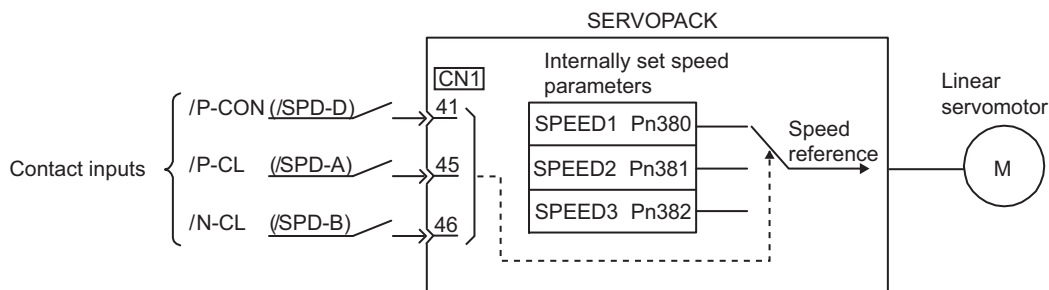 SERVOPACK
CN1
Internally set speed
parameters
Linear
servomotor
Contact inputs
/P-CON (/SPD-D)
41
SPEED1 Pn380
Speed
reference
/P-CL (/SPD-A)
45
SPEED2 Pn381
M
/N-CL (/SPD-B)
46
SPEED3 Pn382